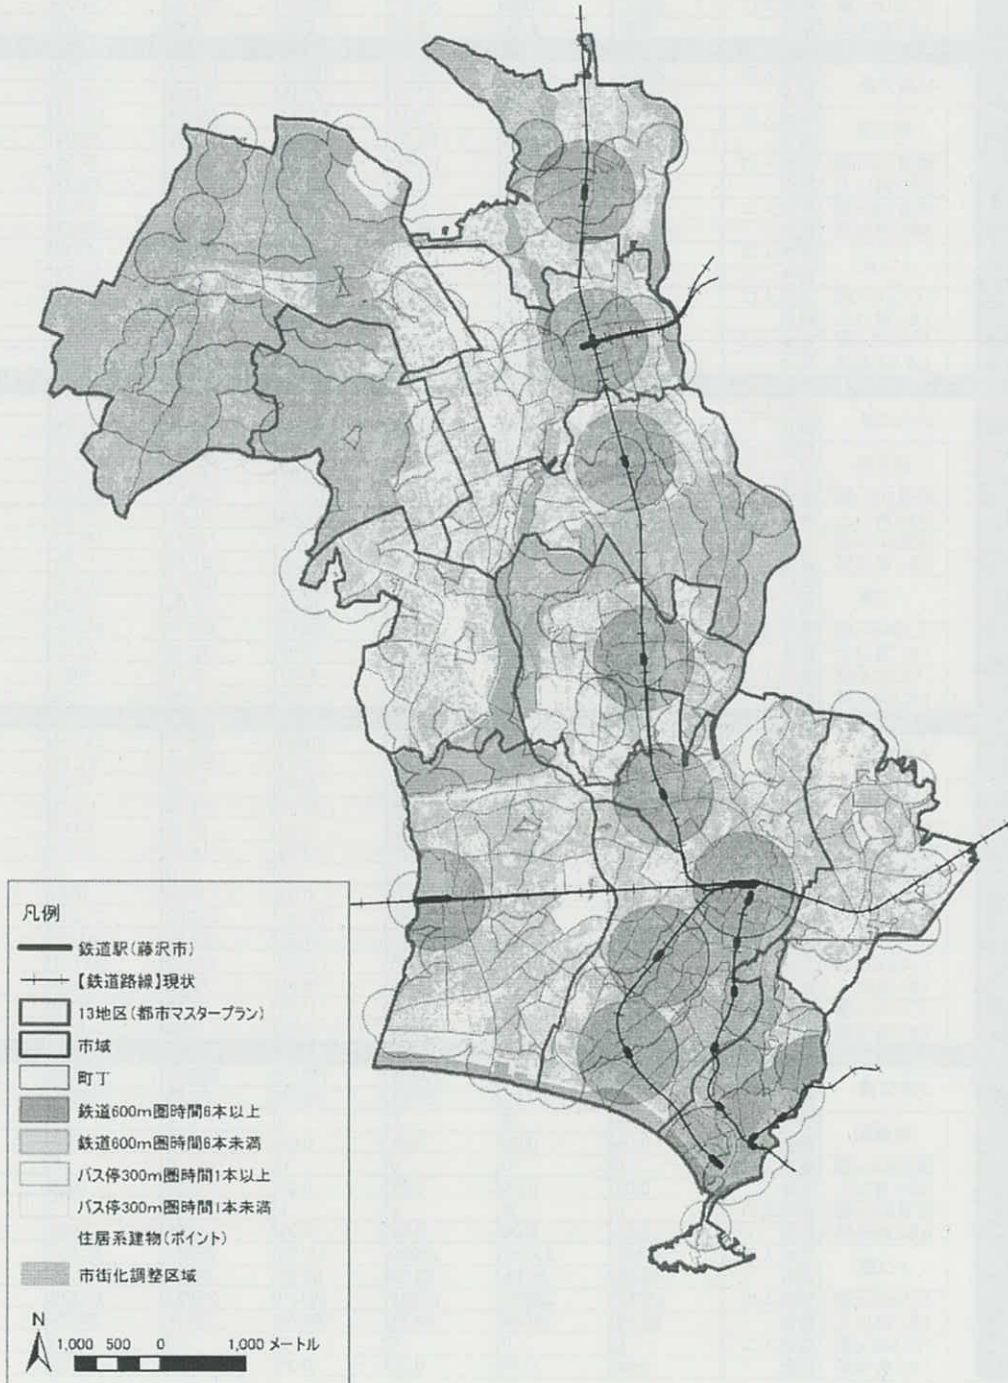 凡例
鉄道駅(藤沢市)
【鉄道路線】現状
13地区(都市マスタープラン)
市域
町丁
鉄道600m圏時間6本以上
鉄道600m圏時間6本未満
バス停300m圏時間1本以上
バス停300m圏時間1本未満
住居系建物(ポイント)
市街化調整区域
N
1,000 500 0 1,000 メートル